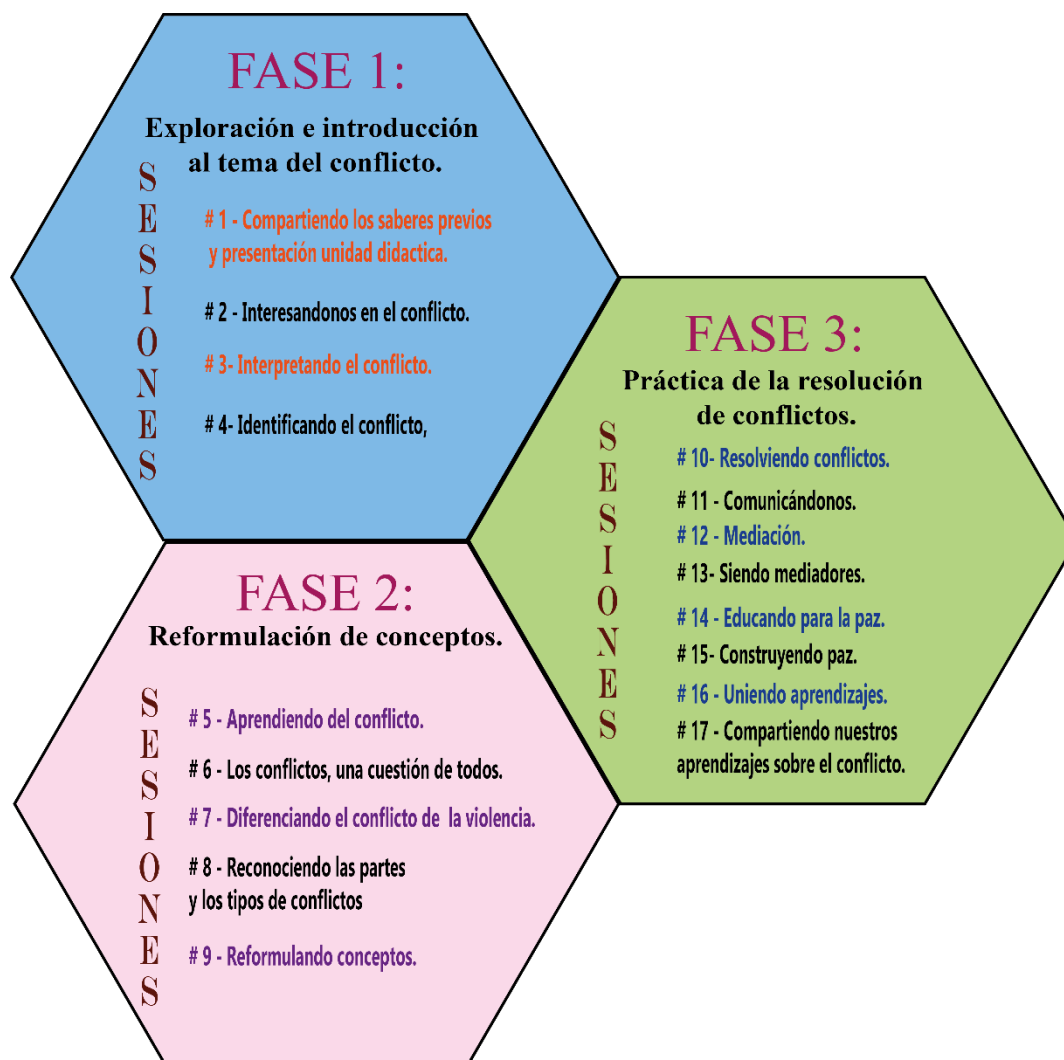 FASE 1:
Exploración e introducción
al tema del conflicto.
SESIONES
# 1 - Compartiendo los saberes previos
y presentación unidad didactica.
# 2 - Interesandonos en el conflicto.
# 3- Interpretando el conflicto.
# 4- Identificando el conflicto,
FASE 2:
Reformulación de conceptos.
SESIONES
# 5 - Aprendiendo del conflicto.
# 6 - Los conflictos, una cuestión de todos.
# 7 - Diferenciando el conflicto de la violencia.
# 8 - Reconociendo las partes
y los tipos de conflictos
# 9 - Reformulando conceptos.
FASE 3:
Práctica de la resolución
de conflictos.
SESIONES
# 10- Resolviendo conflictos.
# 11 - Comunicándonos.
# 12 - Mediación.
# 13- Siendo mediadores.
# 14 - Educando para la paz.
# 15- Construyendo paz.
# 16 - Uniendo aprendizajes.
# 17 - Compartiendo nuestros
aprendizajes sobre el conflicto.